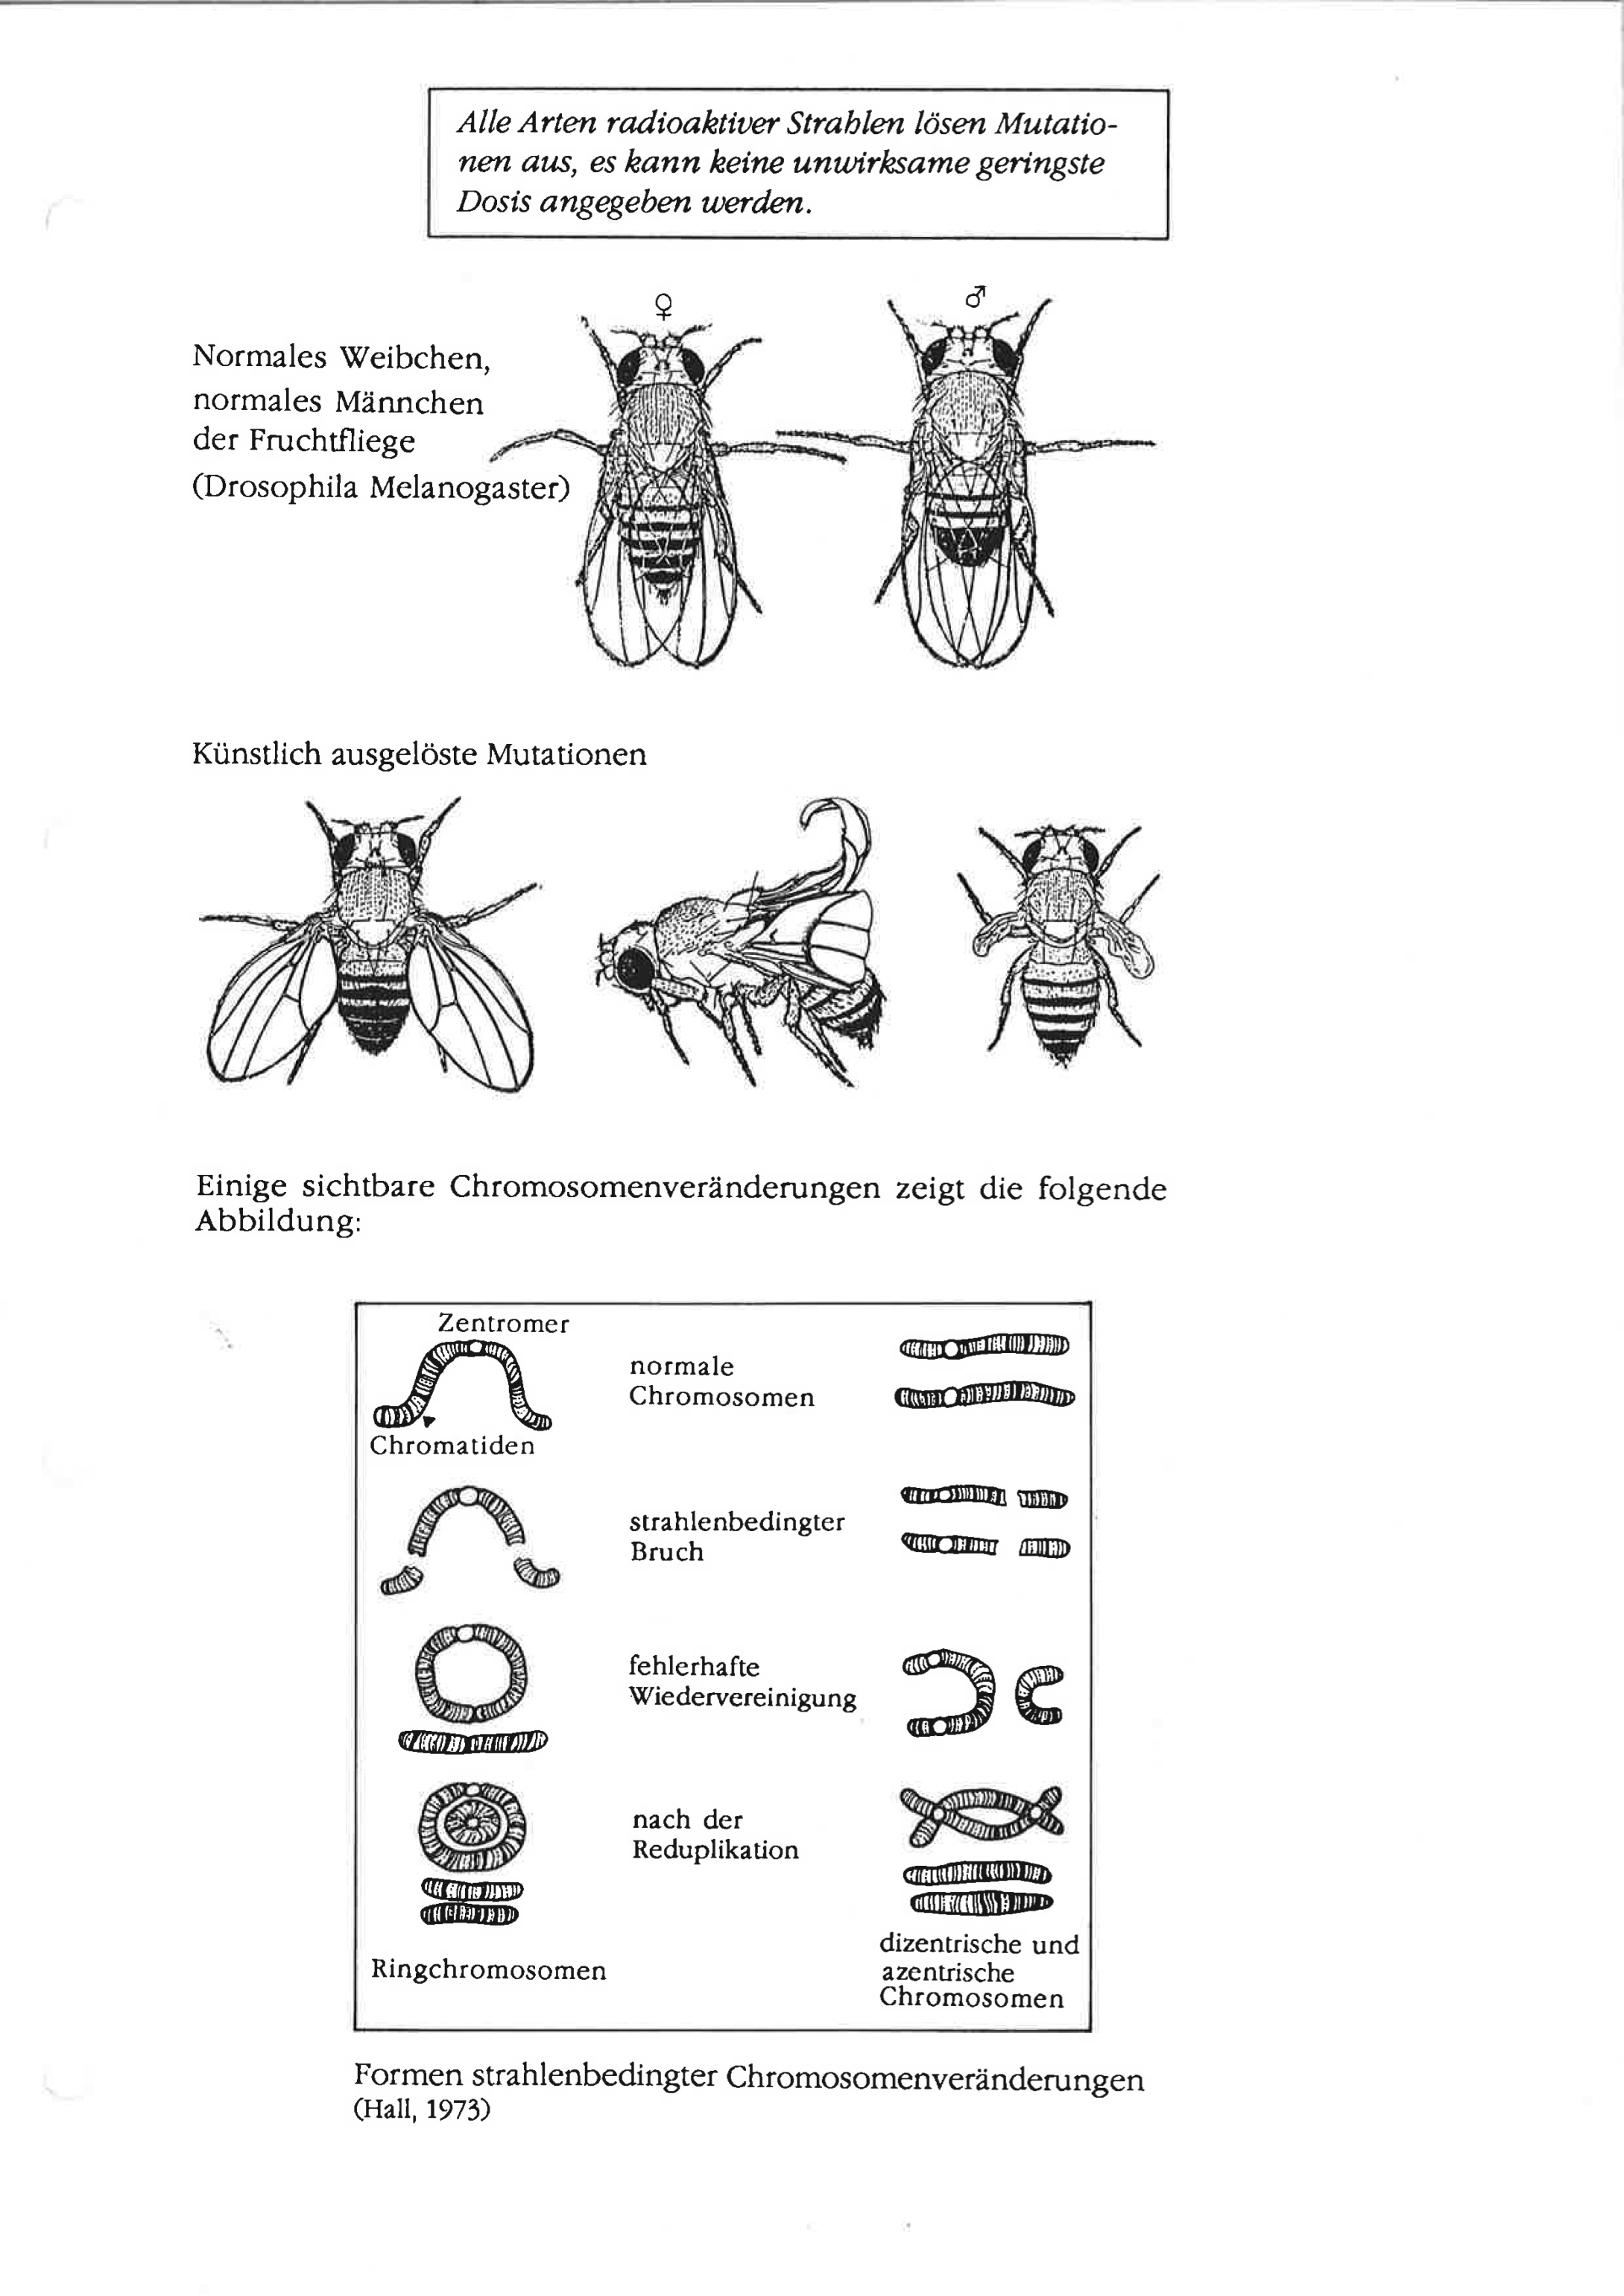 Alle Arten radioaktiver Strahlen lösen Mutatio-
nen aus, es kann keine unwirksame geringste
Dosis angegeben werden.
♀
♂
Normales Weibchen,
normales Männchen
der Fruchtfliege
(Drosophila Melanogaster)
Künstlich ausgelöste Mutationen
Einige sichtbare Chromosomenveränderungen zeigt die folgende
Abbildung:
Zentromer
normale
Chromosomen
Chromatiden
strahlenbedingter
Bruch
fehlerhafte
Wiedervereinigung
nach der
Reduplikation
Ringchromosomen
dizentrische und
azentrische
Chromosomen
Formen strahlenbedingter Chromosomenveränderungen
(Hall, 1973)